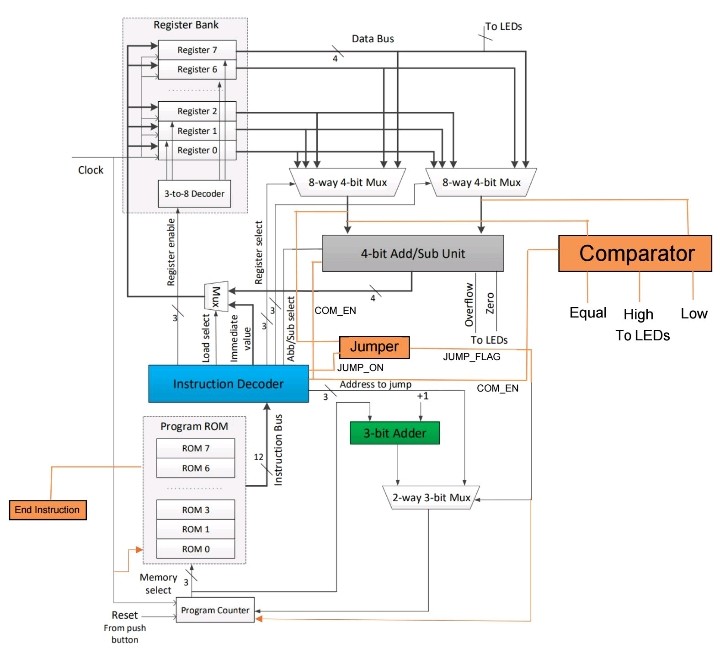 Register Bank
To LEDs
Data Bus
Register 7
4
Register 6
Register 2
Register 1
Register 0
Clock
8-way 4-bit Mux
8-way 4-bit Mux
3-to-8 Decoder
Register enable
Register select
4-bit Add/Sub Unit
Comparator
Mux
4
3
3
3
Load select
Immediate
value
Abb/Sub select
COM_EN
Overflow
Zero
To LEDs
Equal
High
Low
To LEDs
Jumper
JUMP_FLAG
JUMP_ON
Instruction Decoder
Address to jump
3
COM_EN
+1
Program ROM
3-bit Adder
ROM 7
ROM 6
12
Instruction Bus
2-way 3-bit Mux
End Instruction
ROM 3
ROM 1
ROM 0
Memory
select
3
Program Counter
Reset
From push
button